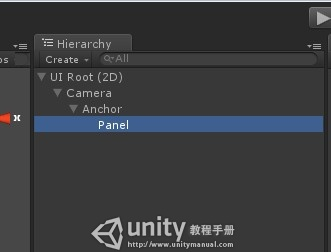 Hierarchy
Create
All
UI Root (2D)
Camera
Anchor
Panel
unity 教程手册
http://www.unitymanual.com